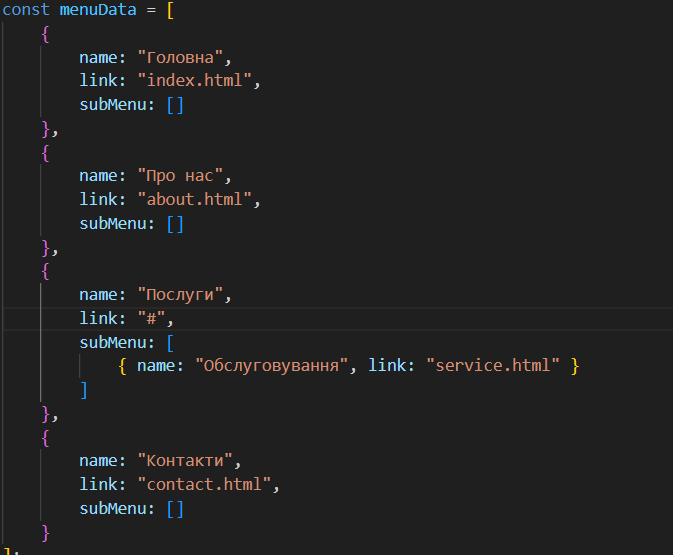 const menuData = [
{
name: "Головна",
link: "index.html",
subMenu: []
},
{
name: "Про нас",
link: "about.html",
subMenu: []
},
{
name: "Послуги",
link: "#",
subMenu: [
{ name: "Обслуговування", link: "service.html" }
]
},
{
name: "Контакти",
link: "contact.html",
subMenu: []
}
];